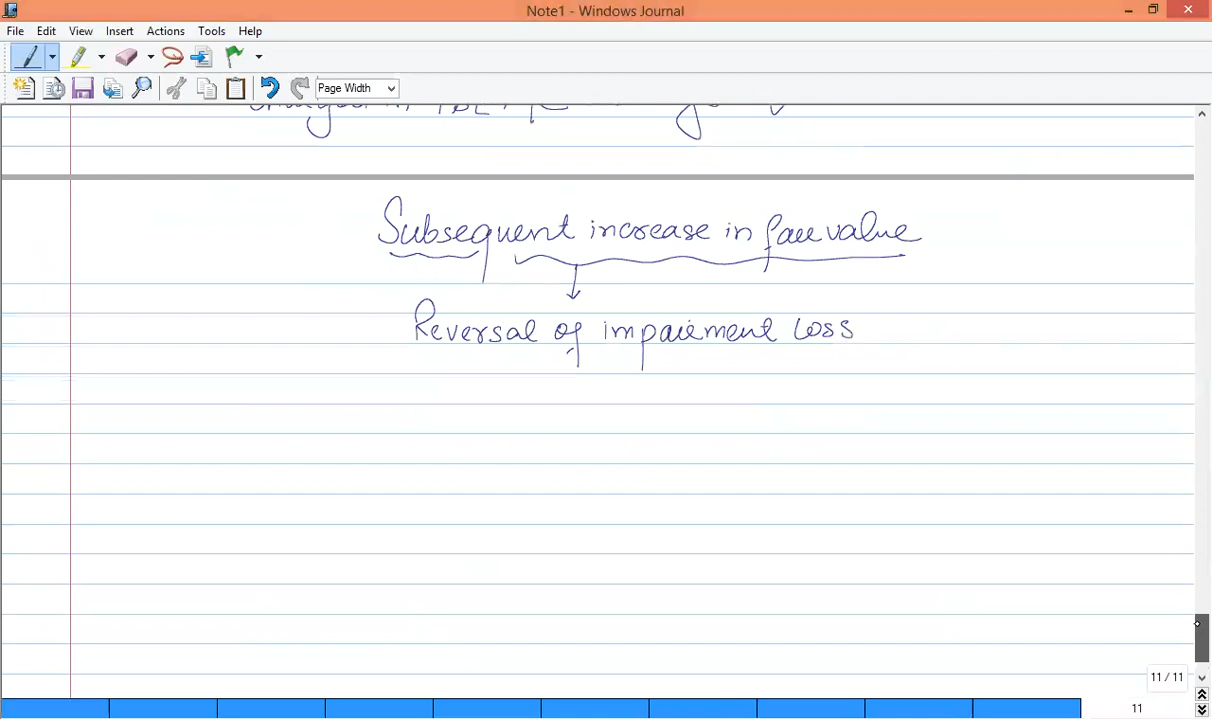 Note1 - Windows Journal
File Edit View Insert Actions Tools Help
Page Width
Subsequent increase in fair value
Reversal of impairment loss
11 / 11
11